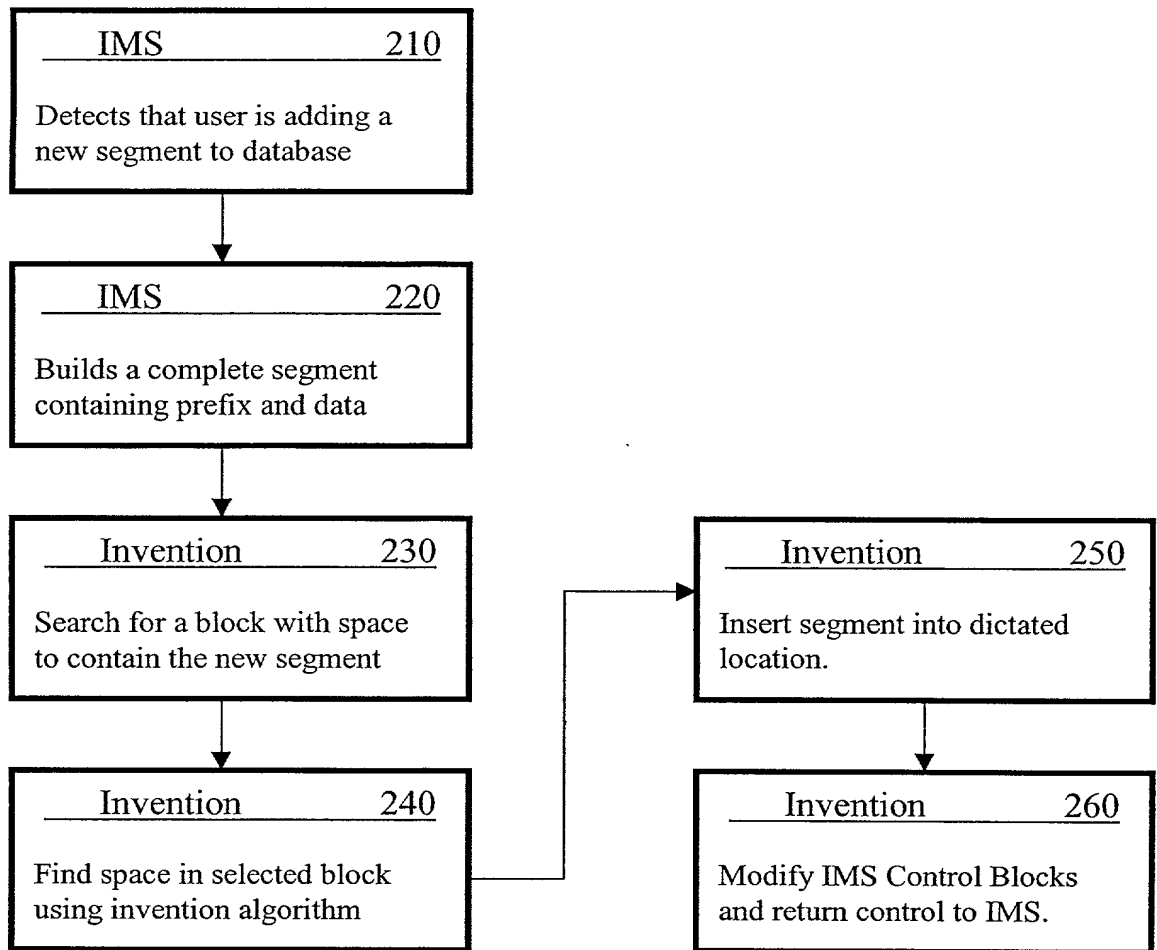 IMS 210
Detects that user is adding a
new segment to database
IMS 220
Builds a complete segment
containing prefix and data
Invention 230
Search for a block with space
to contain the new segment
Invention 240
Find space in selected block
using invention algorithm
Invention 250
Insert segment into dictated
location.
Invention 260
Modify IMS Control Blocks
and return control to IMS.